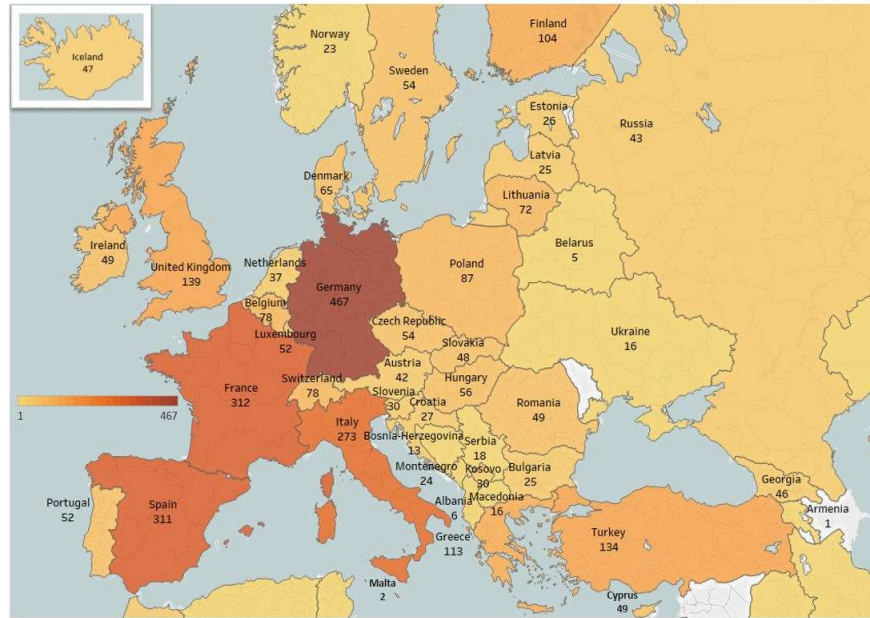 Iceland
47
Norway
23
Finland
104
Sweden
54
Estonia
26
Russia
43
Latvia
25
Denmark
65
Lithuania
72
Ireland
49
United Kingdom
139
Netherlands
37
Belarus
5
Poland
87
Germany
467
Belgium
78
Czech Republic
54
Ukraine
16
Luxembourg
52
Slovakia
48
Austria
42
France
312
Switzerland
78
Hungary
56
Slovenia
30
Croatia
27
Romania
49
1
467
Italy
273
Bosnia-Herzegovina
13
Serbia
18
Montenegro
24
Kosovo
30
Bulgaria
25
Georgia
46
Portugal
52
Spain
311
Albania
6
Macedonia
16
Armenia
1
Greece
113
Turkey
134
Malta
2
Cyprus
49